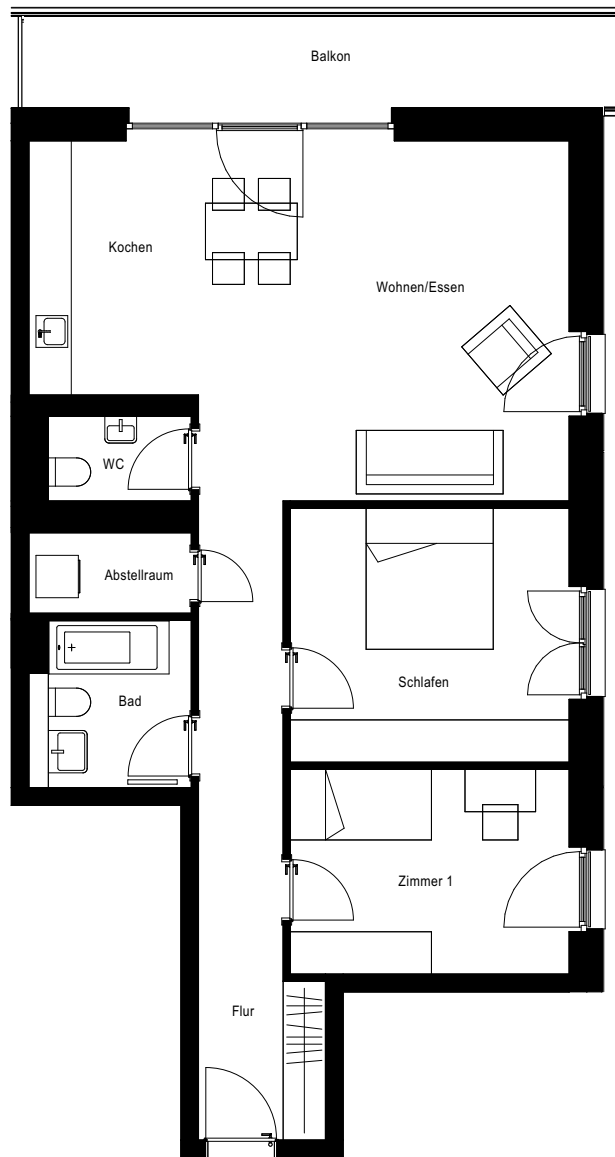 Balkon
Kochen
Wohnen/Essen
WC
Abstellraum
Schlafen
Bad
Zimmer 1
Flur